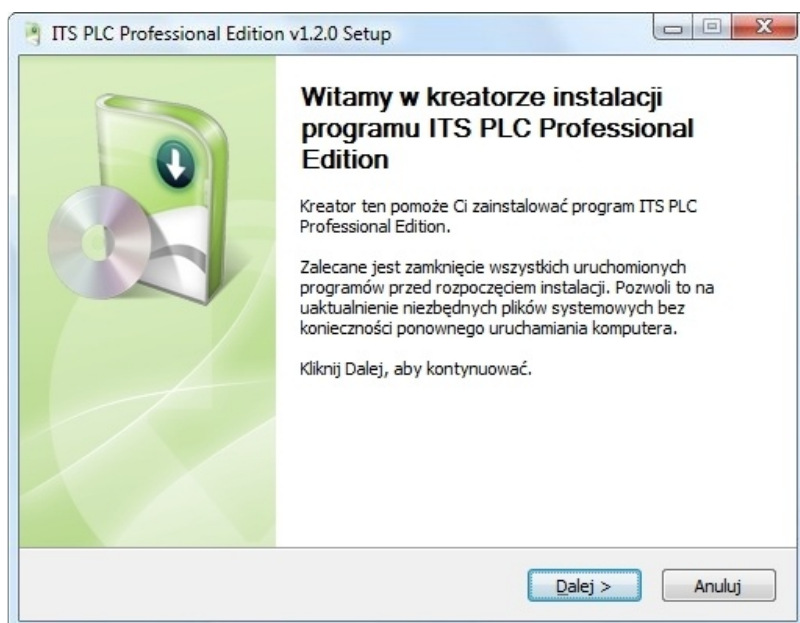 ITS PLC Professional Edition v1.2.0 Setup
Witamy w kreatorze instalacji
programu ITS PLC Professional
Edition
Kreator ten pomoże Ci zainstalować program ITS PLC
Professional Edition.
Zalecane jest zamknięcie wszystkich uruchomionych
programów przed rozpoczęciem instalacji. Pozwoli to na
uaktualnienie niezbędnych plików systemowych bez
konieczności ponownego uruchamiania komputera.
Kliknij Dalej, aby kontynuować.
Dalej >
Anuluj